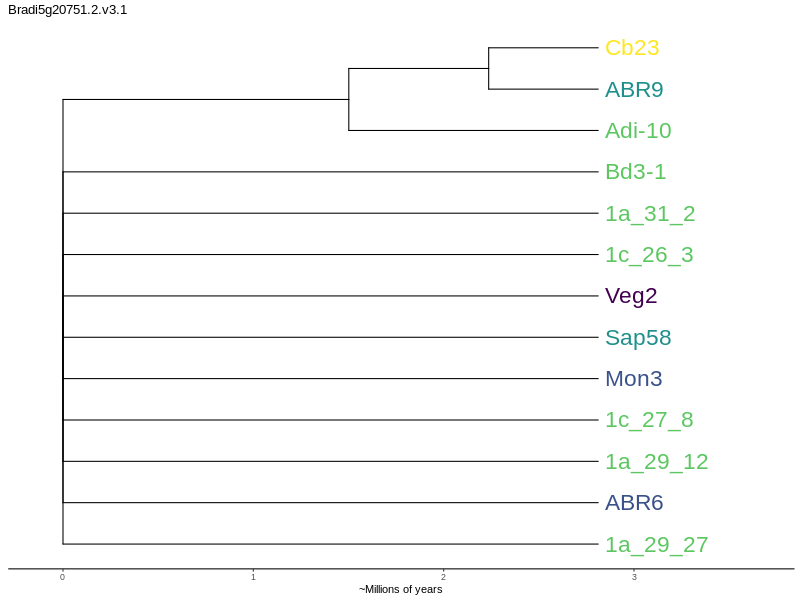 Bradi5g20751.2.v3.1
Cb23
ABR9
Adi-10
Bd3-1
1a_31_2
1c_26_3
Veg2
Sap58
Mon3
1c_27_8
1a_29_12
ABR6
1a_29_27
0 1 2 3
~Millions of years